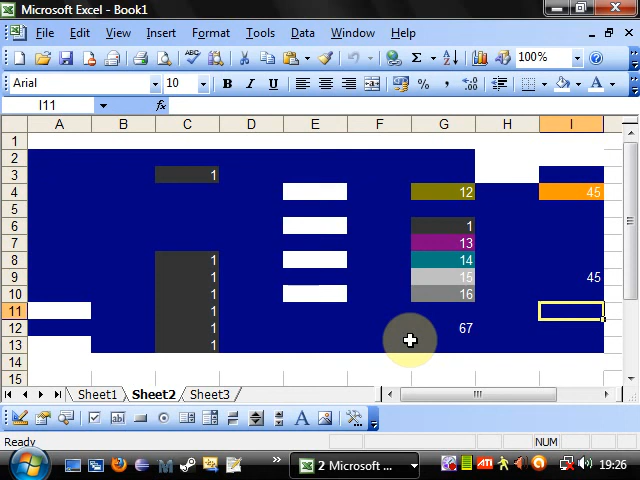 Microsoft Excel - Book1
File Edit View Insert Format Tools Data Window Help
100%
Arial 10 B I U
I11 fx
A B C D E F G H I
1
2
3 1
4 12 45
5
6 1
7 13
8 1 14
9 1 15 45
10 1 16
11 1
12 1 67
13 1
14
15
Sheet1 Sheet2 Sheet3
Ready NUM
2 Microsoft ... ATI 19:26